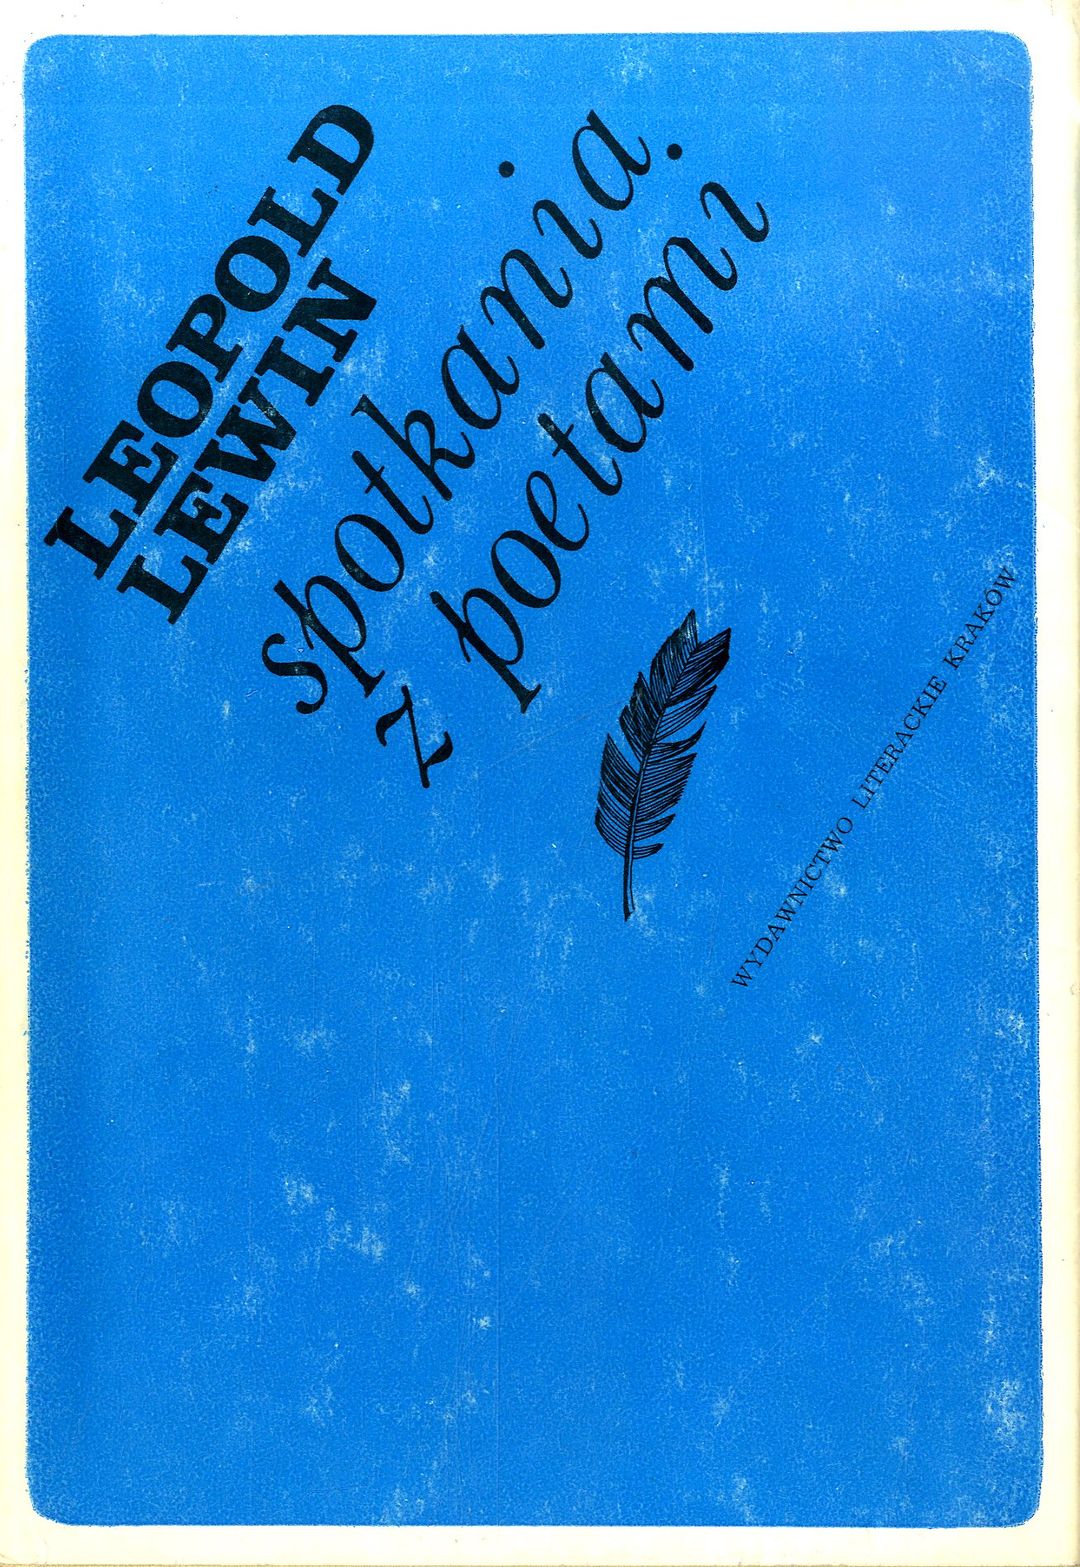 LEOPOLD
LEWIN
spotkania
z poetami
WYDAWNICTWO LITERACKIE KRAKÓW